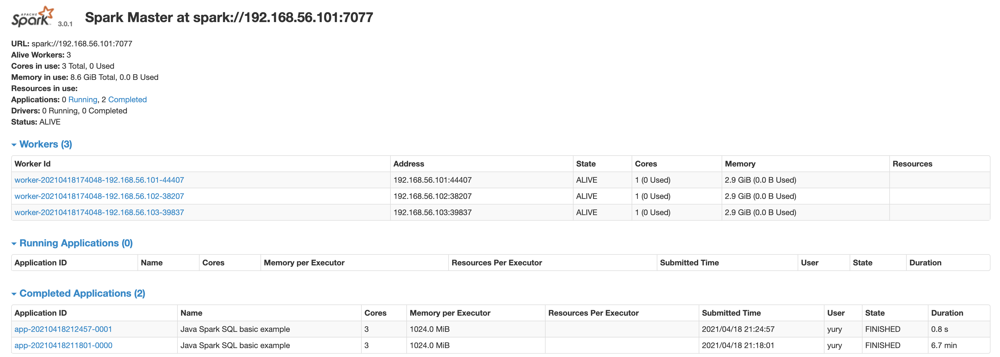 APACHE
Spark 3.0.1 Spark Master at spark://192.168.56.101:7077
URL: spark://192.168.56.101:7077
Alive Workers: 3
Cores in use: 3 Total, 0 Used
Memory in use: 8.6 GiB Total, 0.0 B Used
Resources in use:
Applications: 0 Running, 2 Completed
Drivers: 0 Running, 0 Completed
Status: ALIVE
Workers (3)
Worker Id Address State Cores Memory Resources
worker-20210418174048-192.168.56.101-44407 192.168.56.101:44407 ALIVE 1 (0 Used) 2.9 GiB (0.0 B Used)
worker-20210418174048-192.168.56.102-38207 192.168.56.102:38207 ALIVE 1 (0 Used) 2.9 GiB (0.0 B Used)
worker-20210418174048-192.168.56.103-39837 192.168.56.103:39837 ALIVE 1 (0 Used) 2.9 GiB (0.0 B Used)
Running Applications (0)
Application ID Name Cores Memory per Executor Resources Per Executor Submitted Time User State Duration
Completed Applications (2)
Application ID Name Cores Memory per Executor Resources Per Executor Submitted Time User State Duration
app-20210418212457-0001 Java Spark SQL basic example 3 1024.0 MiB 2021/04/18 21:24:57 yury FINISHED 0.8 s
app-20210418211801-0000 Java Spark SQL basic example 3 1024.0 MiB 2021/04/18 21:18:01 yury FINISHED 6.7 min